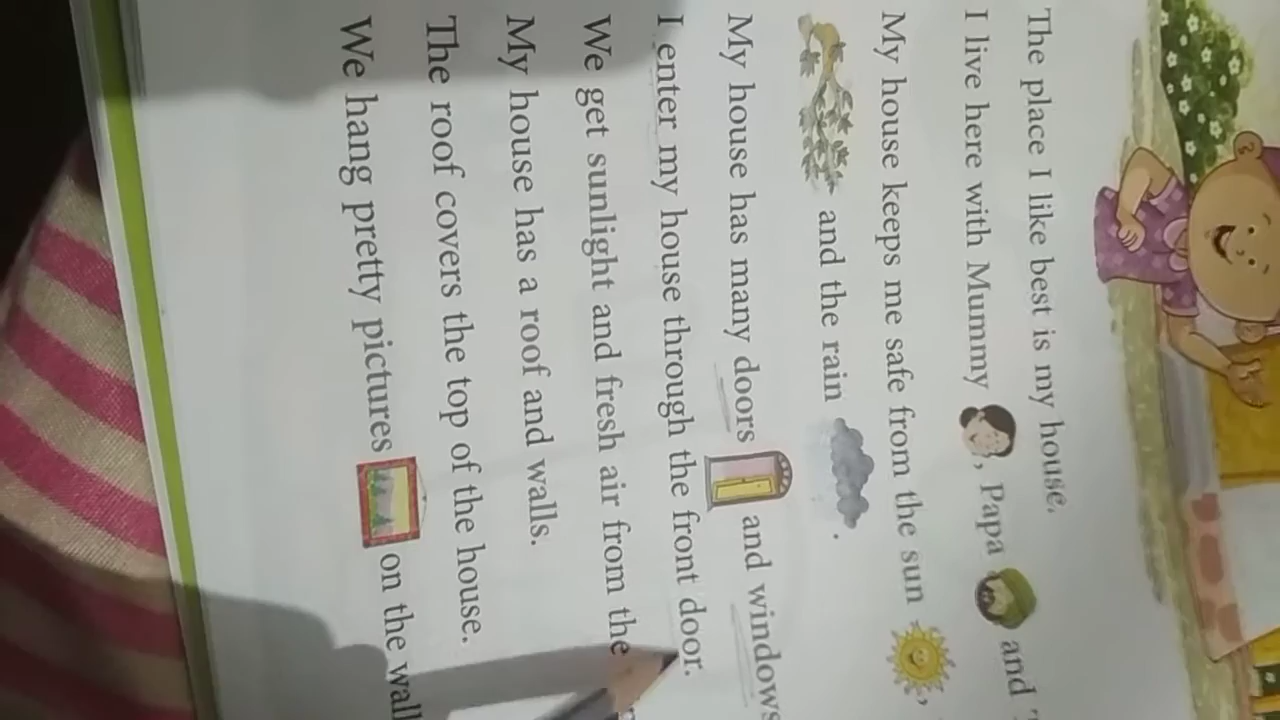 The place I like best is my house.
I live here with Mummy , Papa and
My house keeps me safe from the sun ,
and the rain .
My house has many doors and windows
I enter my house through the front door.
We get sunlight and fresh air from the
My house has a roof and walls.
The roof covers the top of the house.
We hang pretty pictures on the wall